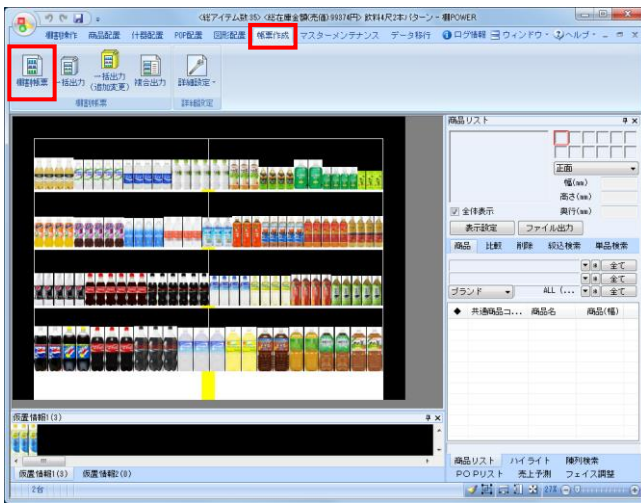 <総アイテム数:35> <総在庫金額(売価):99374円> 飲料4尺2本パターン - 棚POWER
棚割操作 商品配置 什器配置 POP配置 図形配置 帳票作成 マスターメンテナンス データ移行 ログ情報 ウィンドウ ヘルプ
棚割帳票 一括出力 一括出力(追加変更) 複合出力 詳細設定
棚割帳票 詳細設定
商品リスト
正面
幅(mm)
高さ(mm)
全体表示 奥行(mm)
表示設定 ファイル出力
商品 比較 削除 絞込検索 単品検索
全て
全て
ブランド ALL (... 全て
◆ 共通商品コ... 商品名 商品(幅)
仮置情報1(3)
仮置情報1(3) 仮置情報2(0)
商品リスト ハイライト 陳列検索
POPリスト 売上予測 フェイス調整
2台 27%